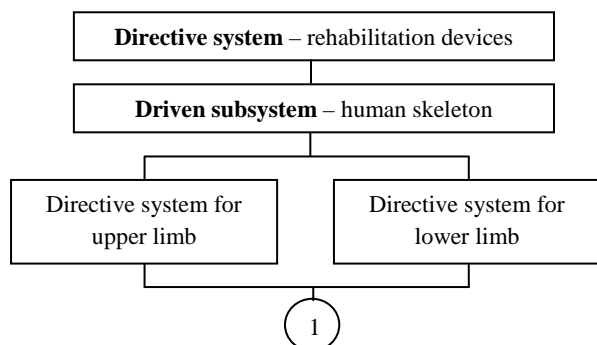 Directive system – rehabilitation devices
Driven subsystem – human skeleton
Directive system for
upper limb
Directive system for
lower limb
1